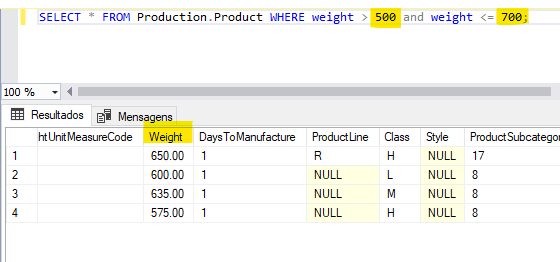 SELECT * FROM Production.Product WHERE weight > 500 and weight <= 700;
100 %
Resultados Mensagens
htUnitMeasureCode Weight DaysToManufacture ProductLine Class Style ProductSubcateg
1 650.00 1 R H NULL 17
2 600.00 1 NULL L NULL 8
3 635.00 1 NULL M NULL 8
4 575.00 1 NULL H NULL 8